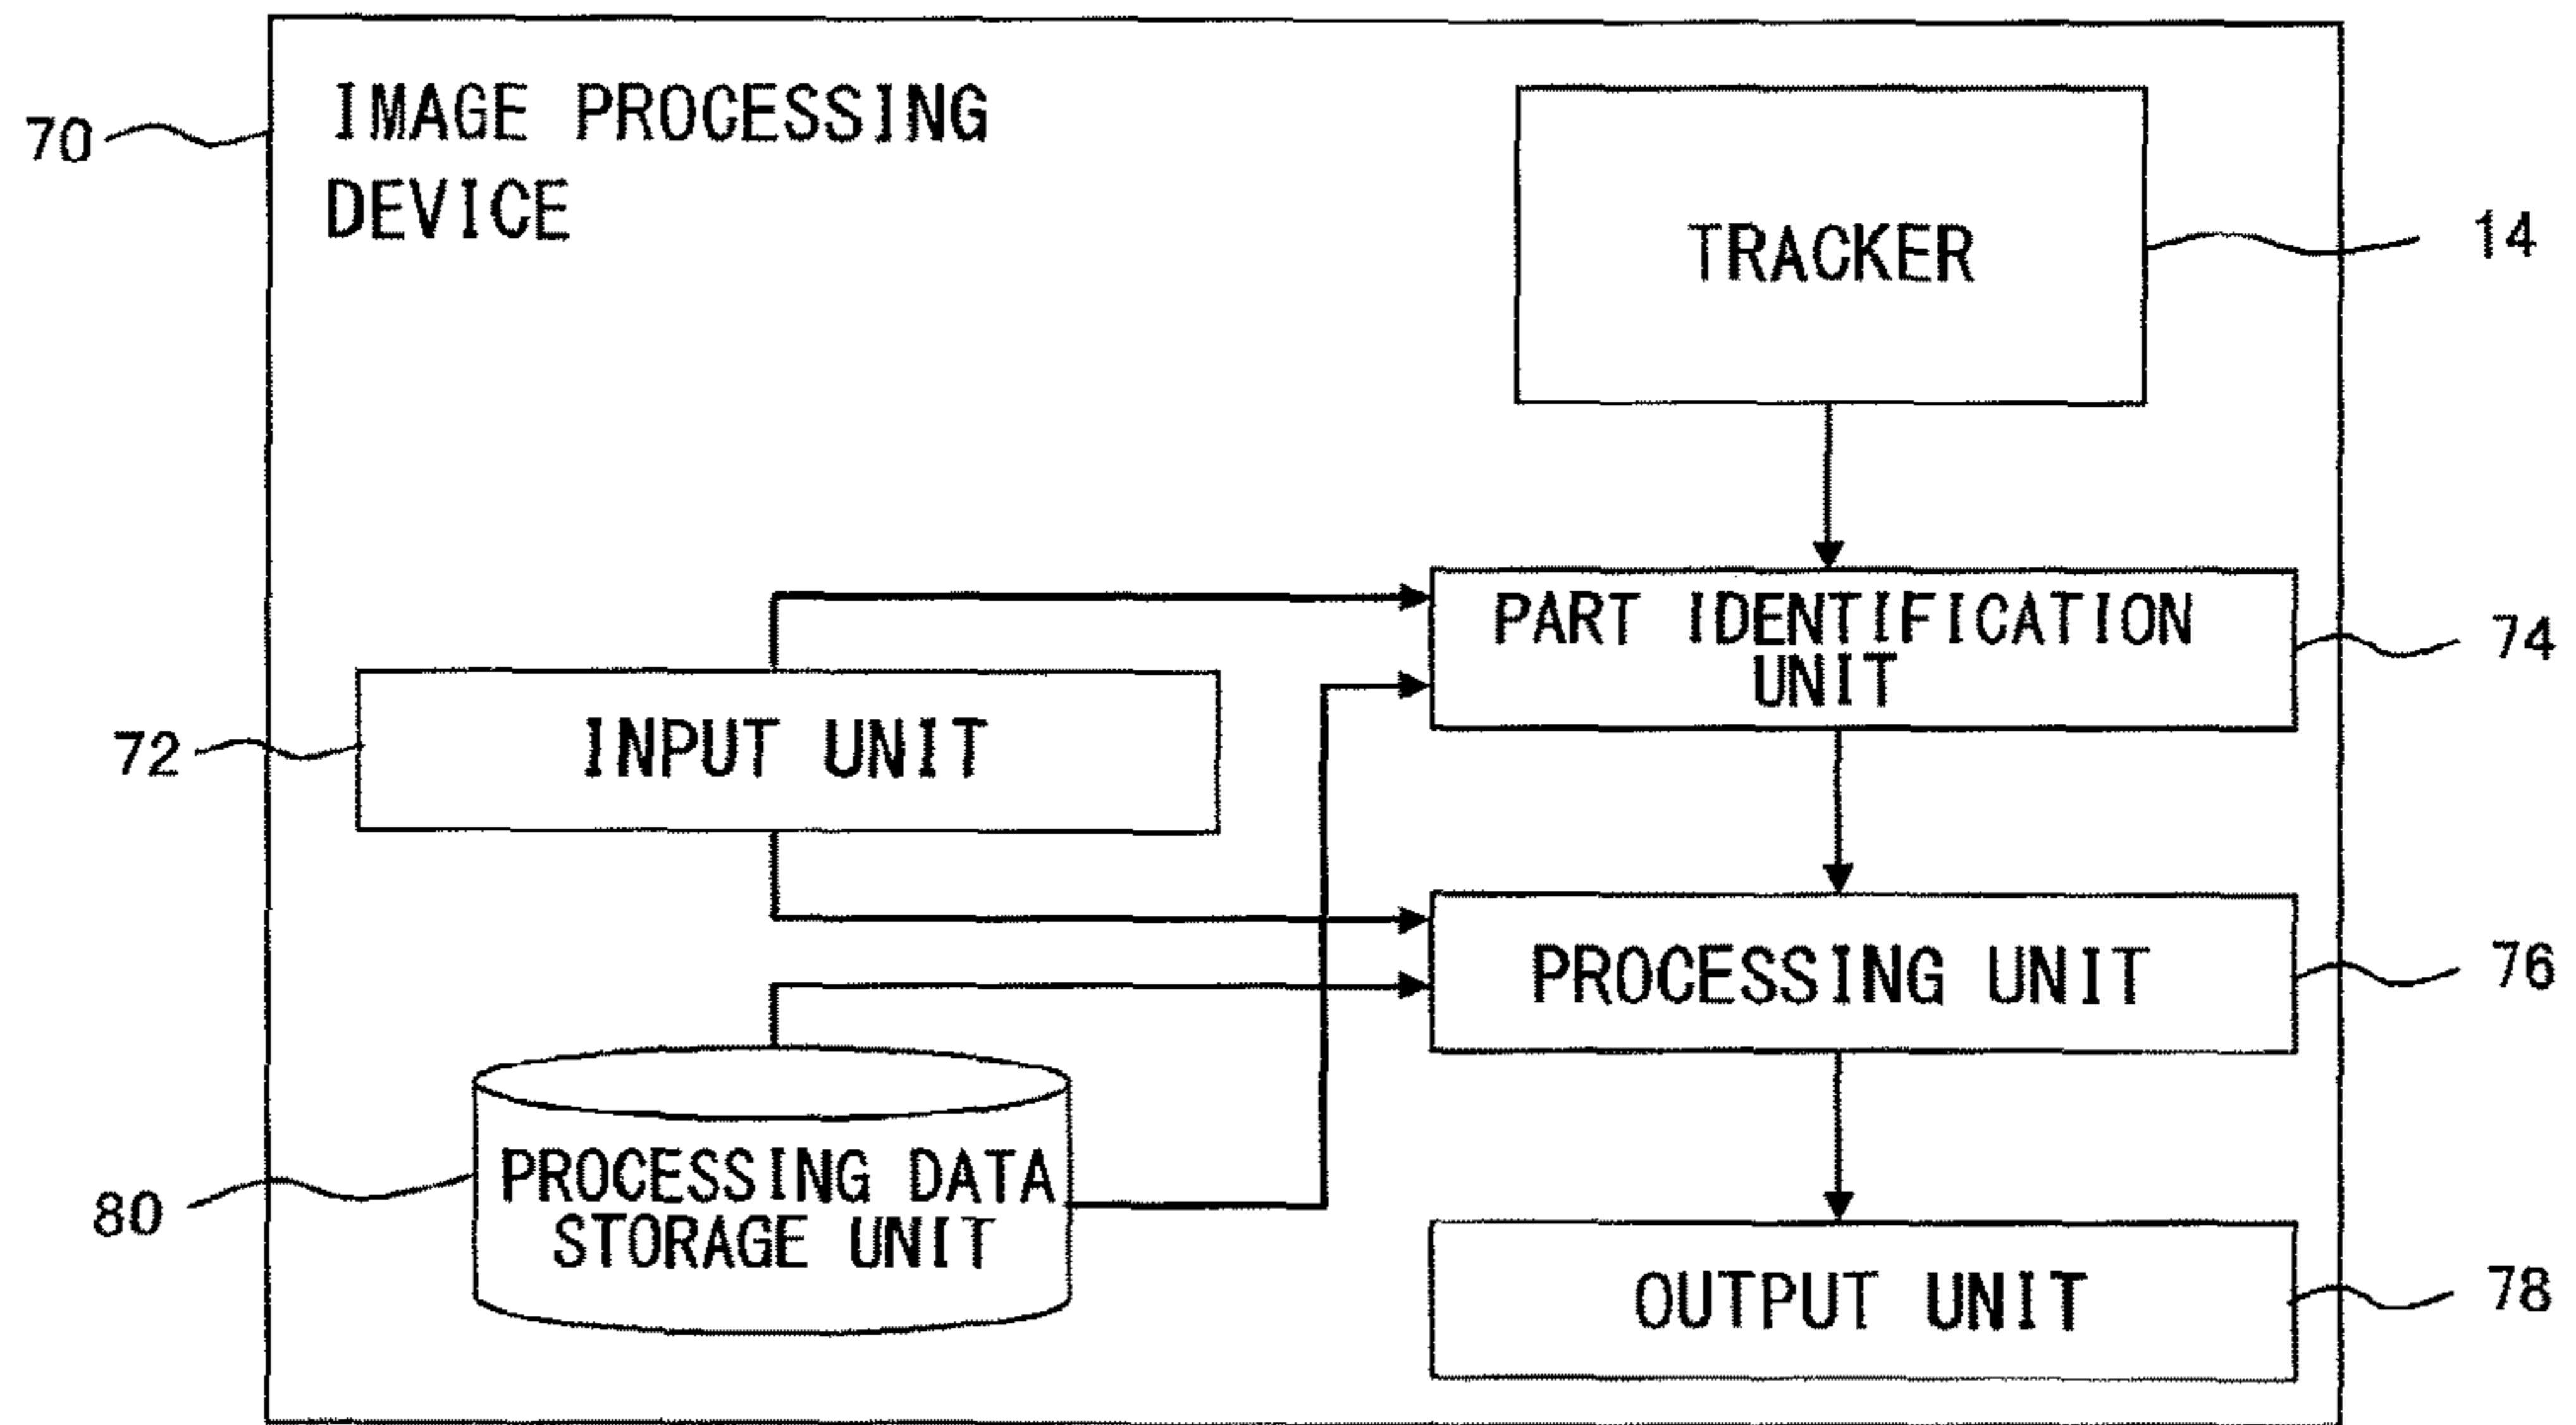 70
IMAGE PROCESSING
DEVICE
TRACKER
14
PART IDENTIFICATION
UNIT
74
72
INPUT UNIT
PROCESSING UNIT
76
80
PROCESSING DATA
STORAGE UNIT
OUTPUT UNIT
78